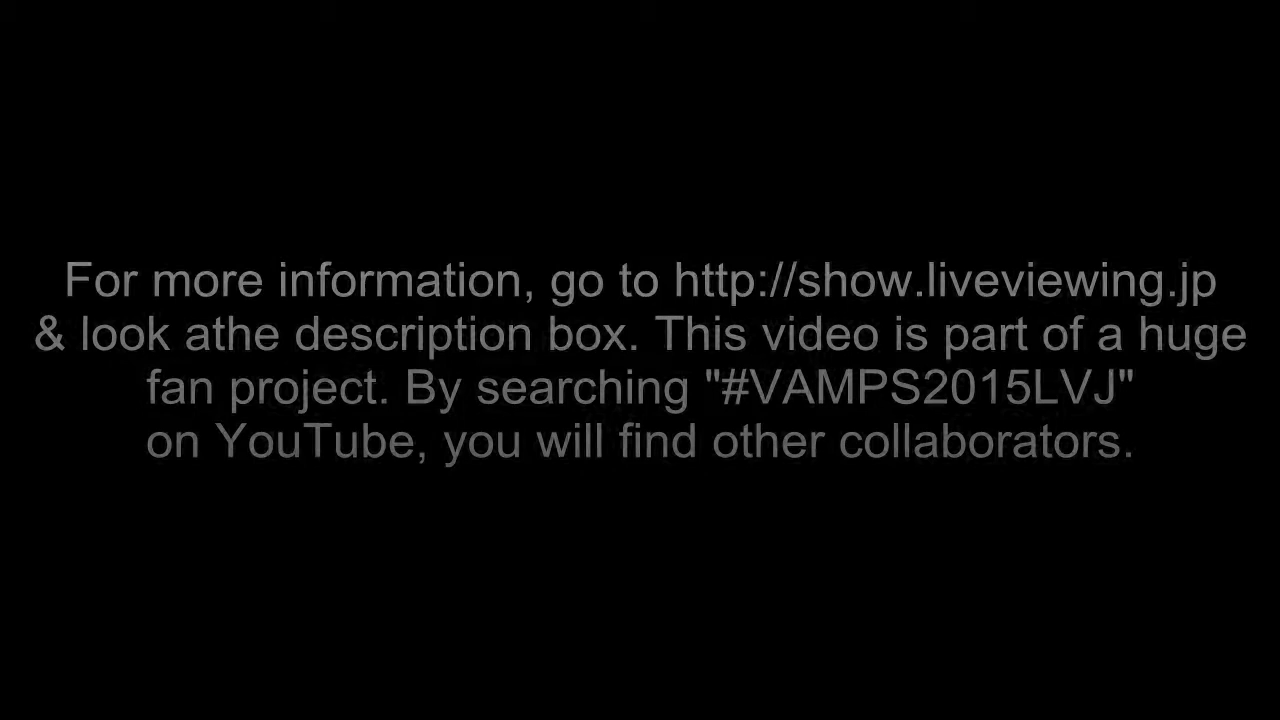 For more information, go to http://show.liveviewing.jp
& look athe description box. This video is part of a huge
fan project. By searching "#VAMPS2015LVJ"
on YouTube, you will find other collaborators.